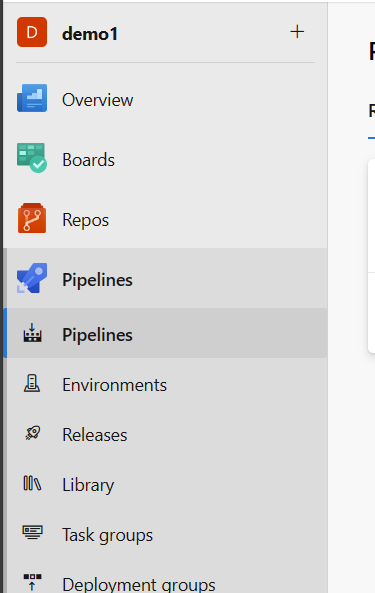 D demo1 +
Overview
Boards
Repos
Pipelines
Pipelines
Environments
Releases
Library
Task groups
Deployment groups